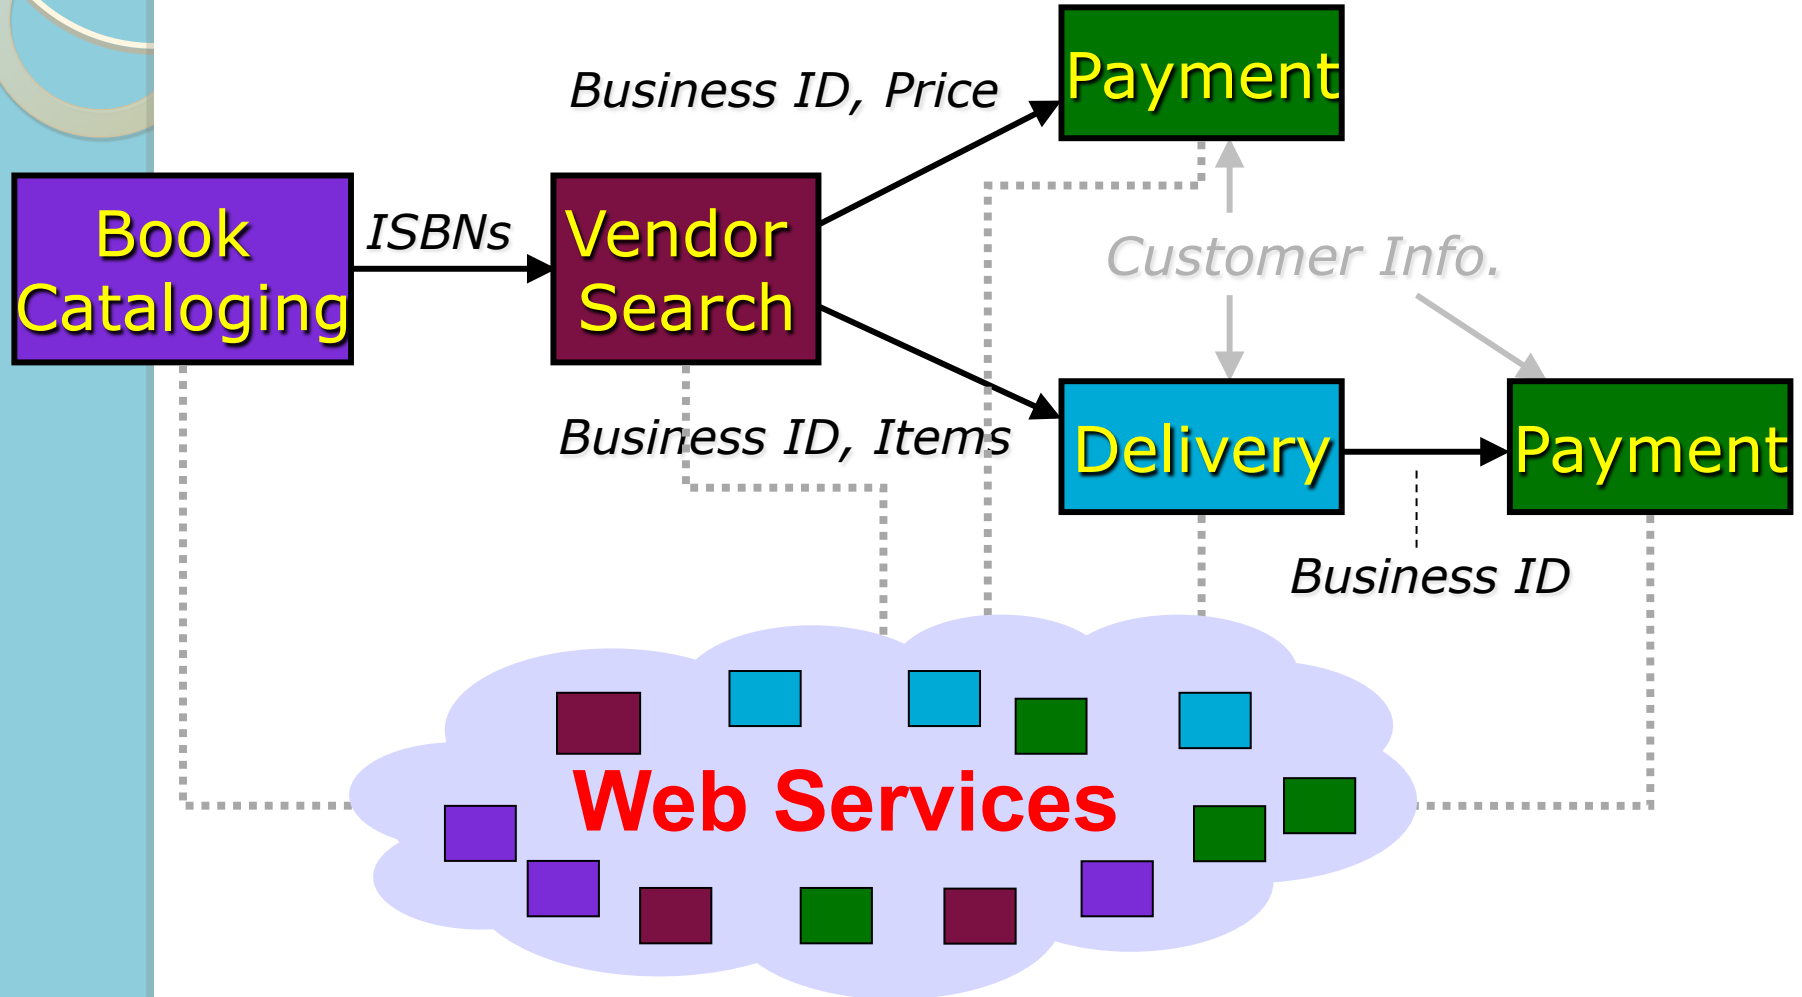 Payment
Business ID, Price
Book
Cataloging
ISBNs
Vendor
Search
Customer Info.
Business ID, Items
Delivery
Payment
Business ID
Web Services